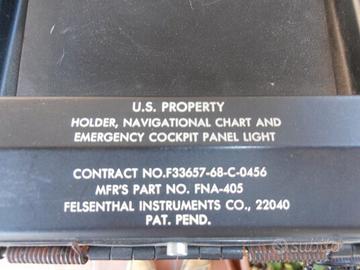 U.S. PROPERTY
HOLDER, NAVIGATIONAL CHART AND
EMERGENCY COCKPIT PANEL LIGHT
CONTRACT NO.F33657-68-C-0456
MFR'S PART NO. FNA-405
FELSENTHAL INSTRUMENTS CO., 22040
PAT. PEND.
subito